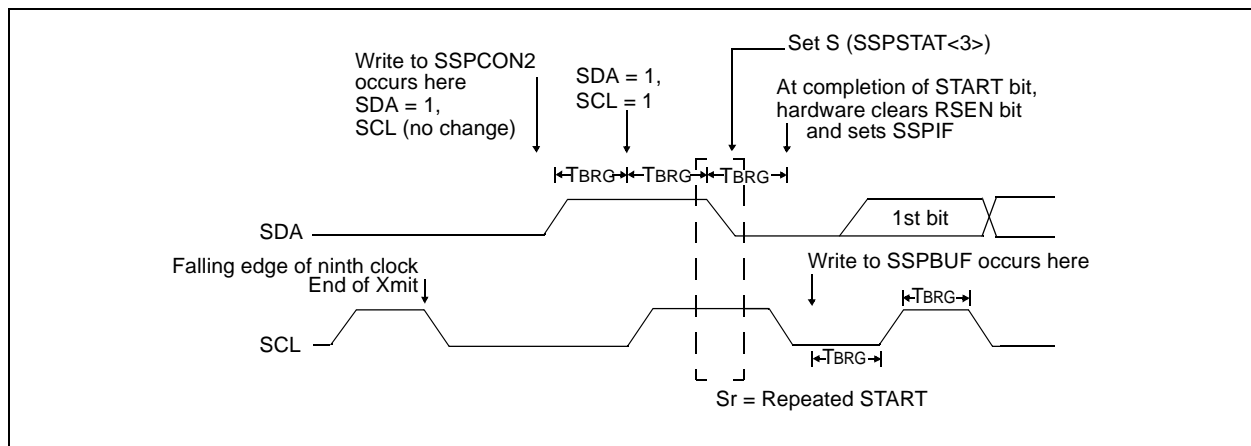 Set S (SSPSTAT<3>)
Write to SSPCON2
occurs here
SDA = 1,
SCL (no change)
SDA = 1,
SCL = 1
At completion of START bit,
hardware clears RSEN bit
and sets SSPIF
TBRG
TBRG
TBRG
SDA
1st bit
Falling edge of ninth clock
End of Xmit
Write to SSPBUF occurs here
TBRG
SCL
TBRG
Sr = Repeated START